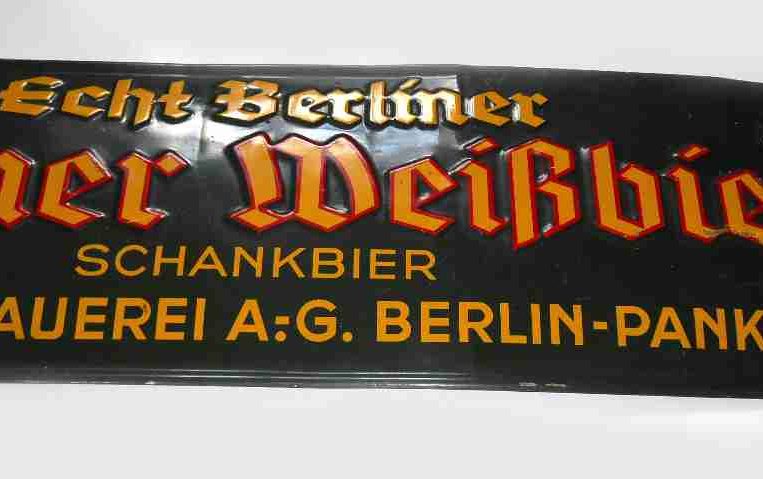 Echt Berliner
ner Weißbie
SCHANKBIER
AUEREI A.-G. BERLIN-PANK